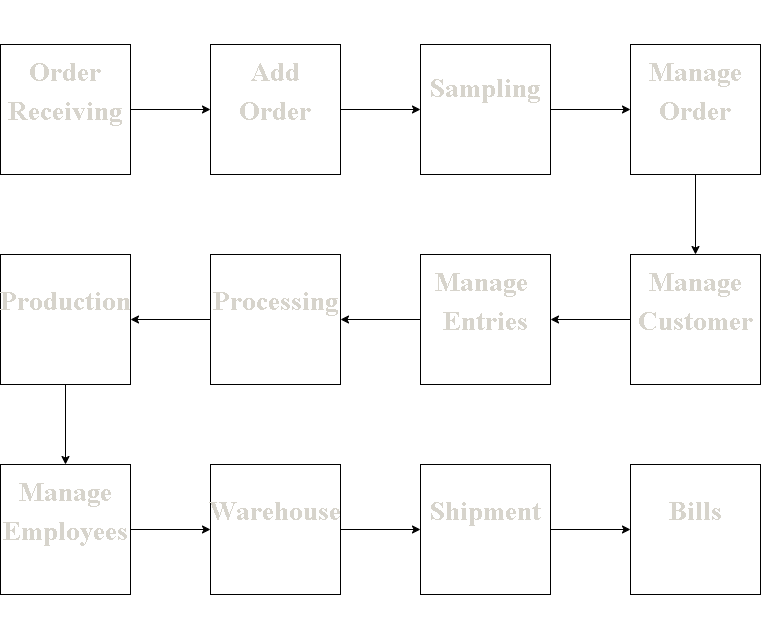 Order
Receiving
Add
Order
Sampling
Manage
Order
Production
Processing
Manage
Entries
Manage
Customer
Manage
Employees
Warehouse
Shipment
Bills